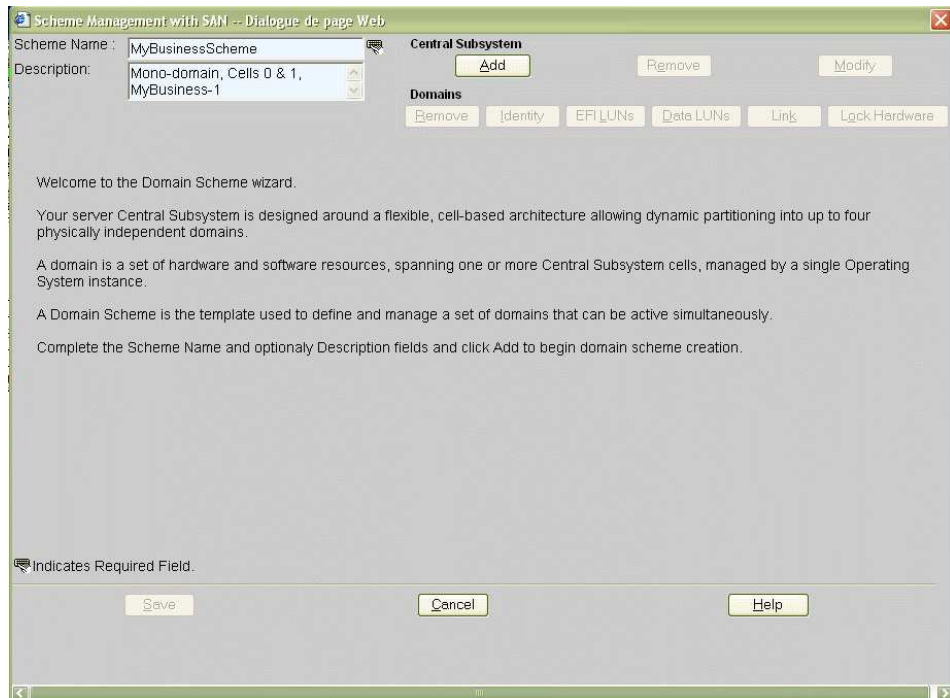 Scheme Management with SAN -- Dialogue de page Web
Scheme Name :
MyBusinessScheme
Description:
Mono-domain, Cells 0 & 1,
MyBusiness-1
Central Subsystem
Add
Remove
Modify
Domains
Remove
Identity
EFI LUNs
Data LUNs
Link
Lock Hardware
Welcome to the Domain Scheme wizard.
Your server Central Subsystem is designed around a flexible, cell-based architecture allowing dynamic partitioning into up to four
physically independent domains.
A domain is a set of hardware and software resources, spanning one or more Central Subsystem cells, managed by a single Operating
System instance.
A Domain Scheme is the template used to define and manage a set of domains that can be active simultaneously.
Complete the Scheme Name and optionaly Description fields and click Add to begin domain scheme creation.
Indicates Required Field.
Save
Cancel
Help